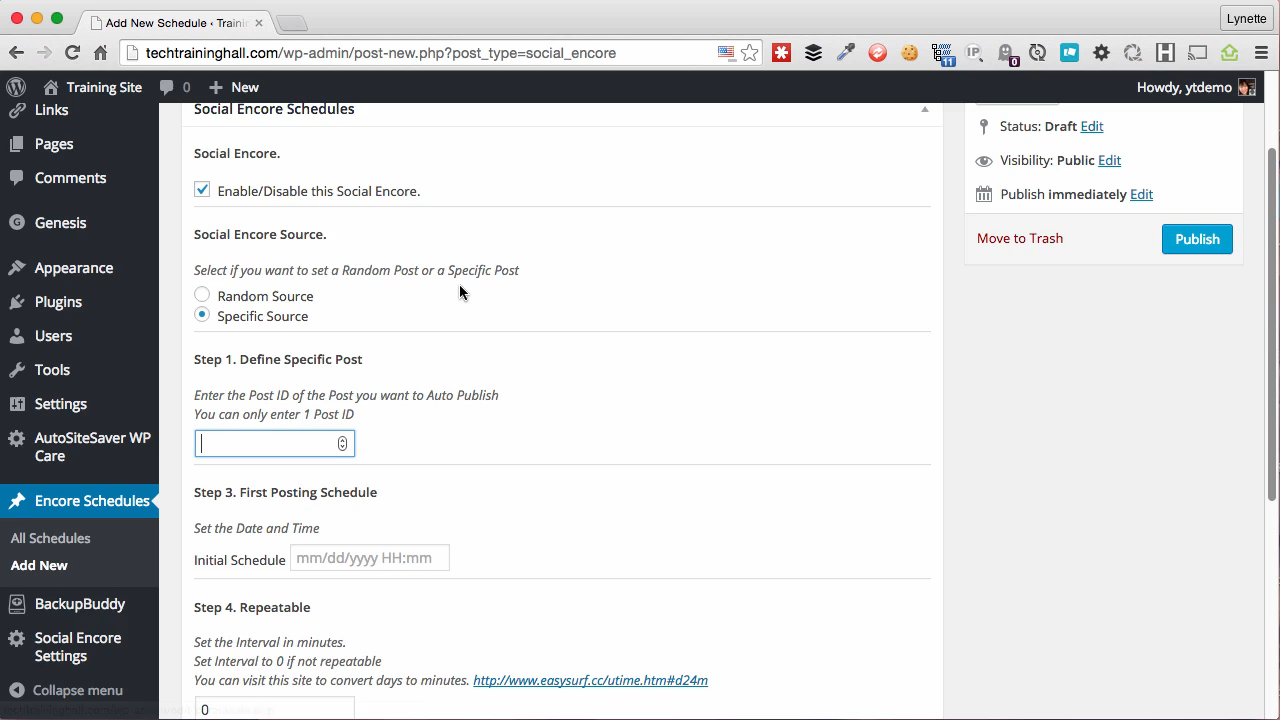 Add New Schedule ‹ Trainin
Lynette
techtraininghall.com/wp-admin/post-new.php?post_type=social_encore
IP
11
0
H
Training Site
0
New
Howdy, ytdemo
Links
Pages
Comments
Genesis
Appearance
Plugins
Users
Tools
Settings
AutoSiteSaver WP
Care
Encore Schedules
All Schedules
Add New
BackupBuddy
Social Encore
Settings
Collapse menu
Social Encore Schedules
Social Encore.
Enable/Disable this Social Encore.
Social Encore Source.
Select if you want to set a Random Post or a Specific Post
Random Source
Specific Source
Step 1. Define Specific Post
Enter the Post ID of the Post you want to Auto Publish
You can only enter 1 Post ID
Step 3. First Posting Schedule
Set the Date and Time
Initial Schedule mm/dd/yyyy HH:mm
Step 4. Repeatable
Set the Interval in minutes.
Set Interval to 0 if not repeatable
You can visit this site to convert days to minutes. http://www.easysurf.cc/utime.htm#d24m
0
Status: Draft Edit
Visibility: Public Edit
Publish immediately Edit
Move to Trash
Publish